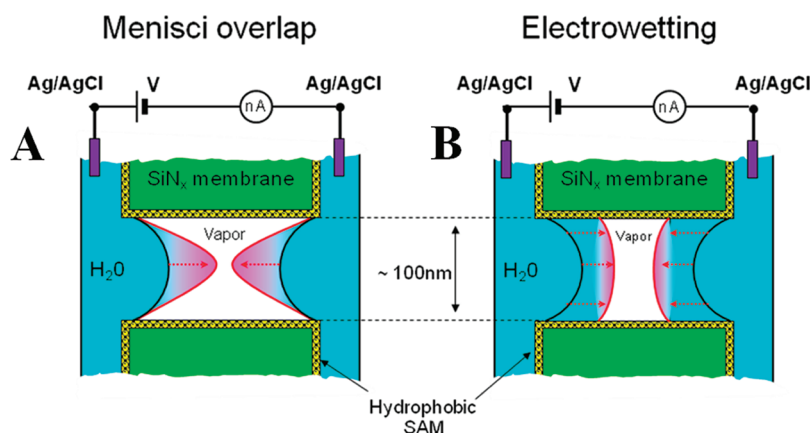 Menisci overlap
Electrowetting
Ag/AgCl V nA Ag/AgCl
Ag/AgCl V nA Ag/AgCl
A
B
SiNx membrane
SiNx membrane
Vapor
Vapor
H20
~ 100nm
H20
Hydrophobic
SAM